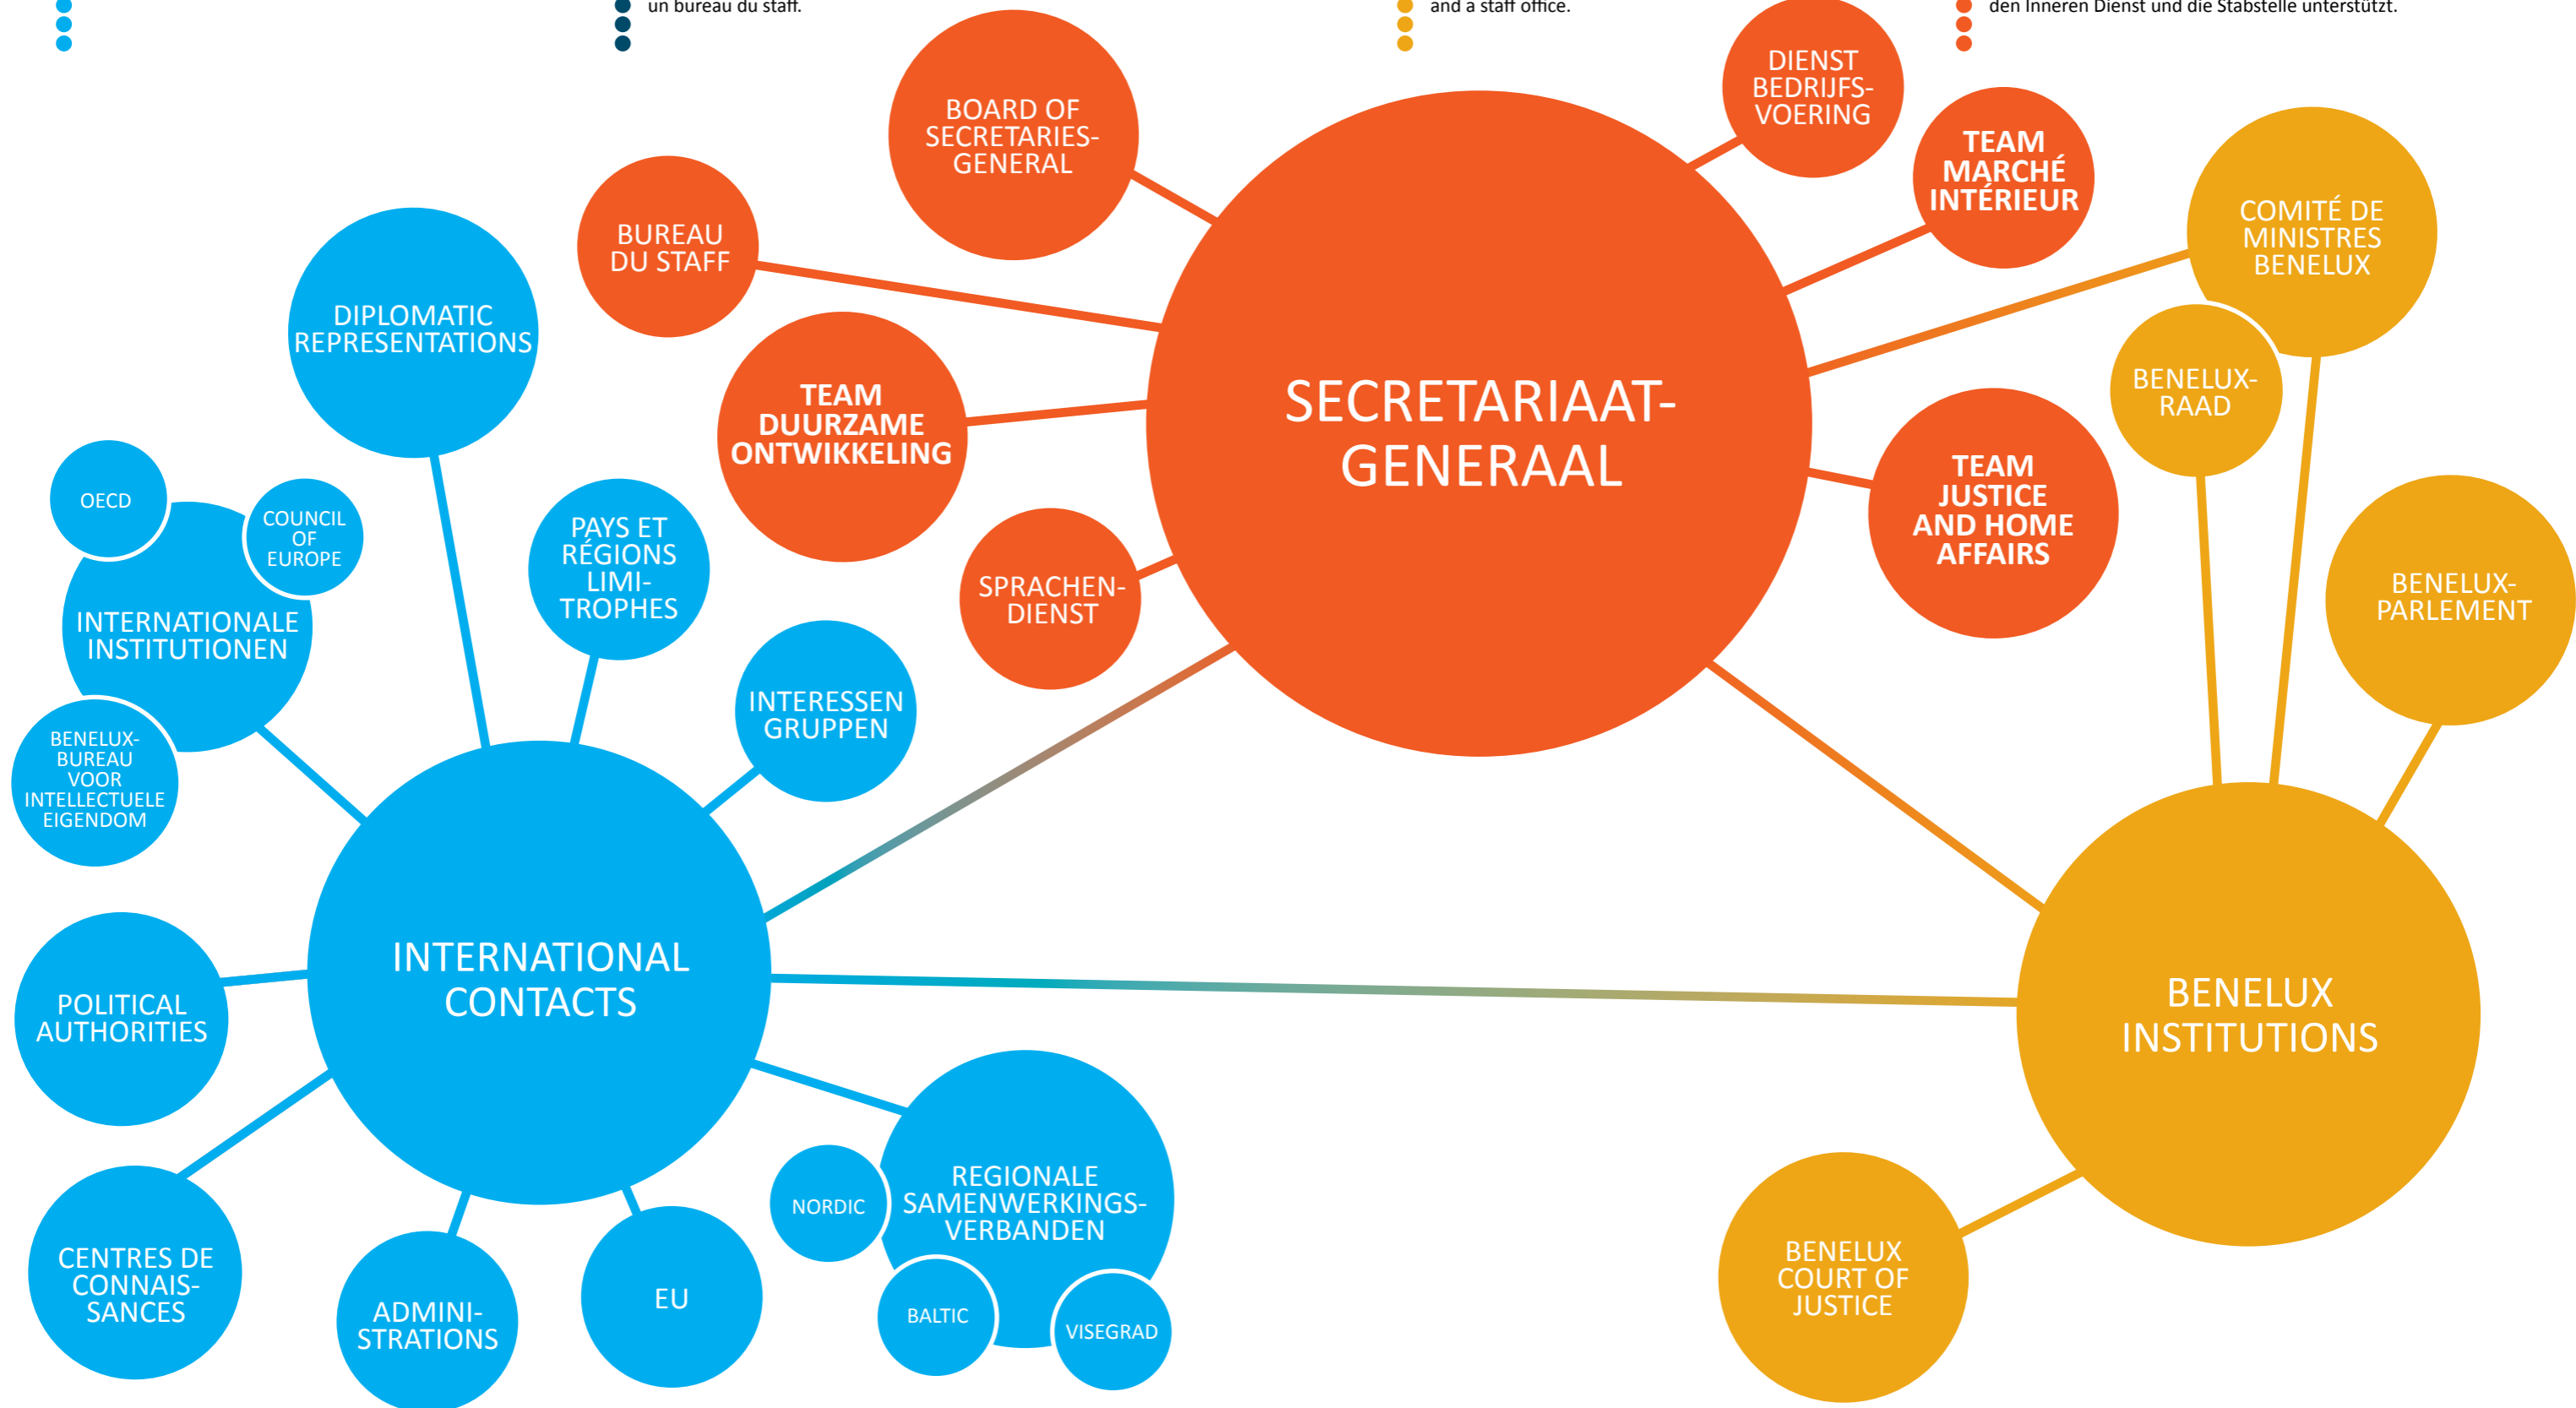 un bureau du staff.
and a staff office.
den Inneren Dienst und die Stabstelle unterstützt.
BOARD OF
SECRETARIES-
GENERAL
DIENST
BEDRIJFS-
VOERING
TEAM
MARCHÉ
INTÉRIEUR
COMITÉ DE
MINISTRES
BENELUX
BUREAU
DU STAFF
DIPLOMATIC
REPRESENTATIONS
TEAM
DUURZAME
ONTWIKKELING
SECRETARIAAT-
GENERAAL
BENELUX-
RAAD
TEAM
JUSTICE
AND HOME
AFFAIRS
OECD
COUNCIL
OF
EUROPE
INTERNATIONALE
INSTITUTIONEN
BENELUX-
BUREAU
VOOR
INTELLECTUELE
EIGENDOM
PAYS ET
RÉGIONS
LIMI-
TROPHES
SPRACHEN-
DIENST
BENELUX-
PARLEMENT
INTERESSEN
GRUPPEN
INTERNATIONAL
CONTACTS
BENELUX
INSTITUTIONS
POLITICAL
AUTHORITIES
CENTRES DE
CONNAIS-
SANCES
ADMINI-
STRATIONS
EU
NORDIC
REGIONALE
SAMENWERKINGS-
VERBANDEN
BALTIC
VISEGRAD
BENELUX
COURT OF
JUSTICE